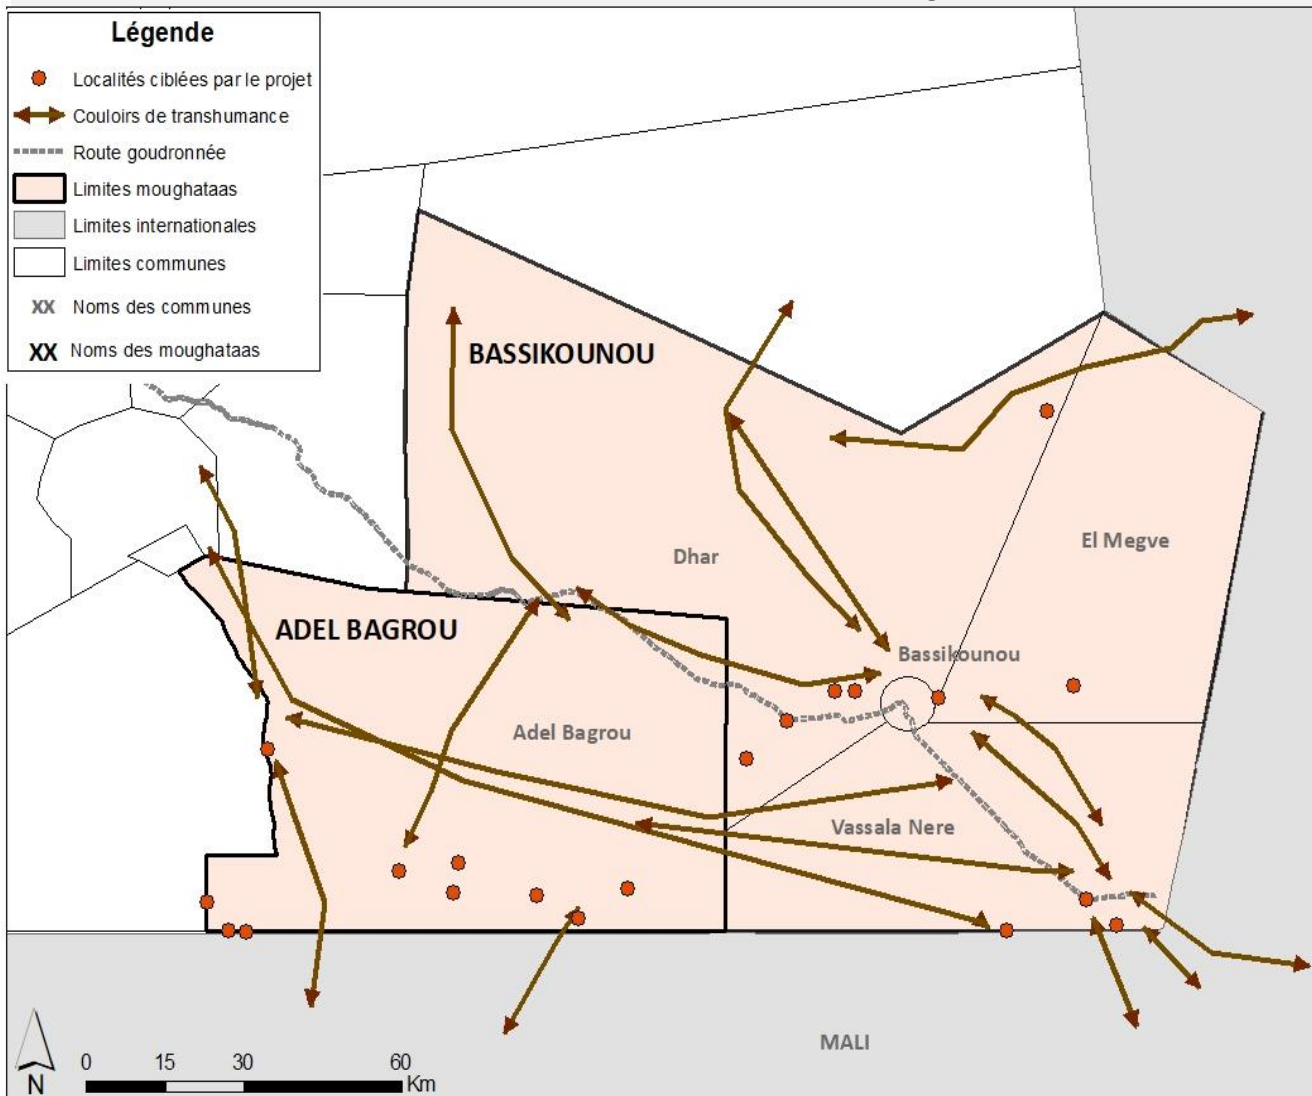 Légende
Localités ciblées par le projet
Couloirs de transhumance
Route goudronnée
Limites moughataas
Limites internationales
Limites communes
XX Noms des communes
XX Noms des moughataas
BASSIKOUNOU
El Megve
Dhar
ADEL BAGROU
Bassikounou
Adel Bagrou
Vassala Nere
MALI
0 15 30 60
Km
N